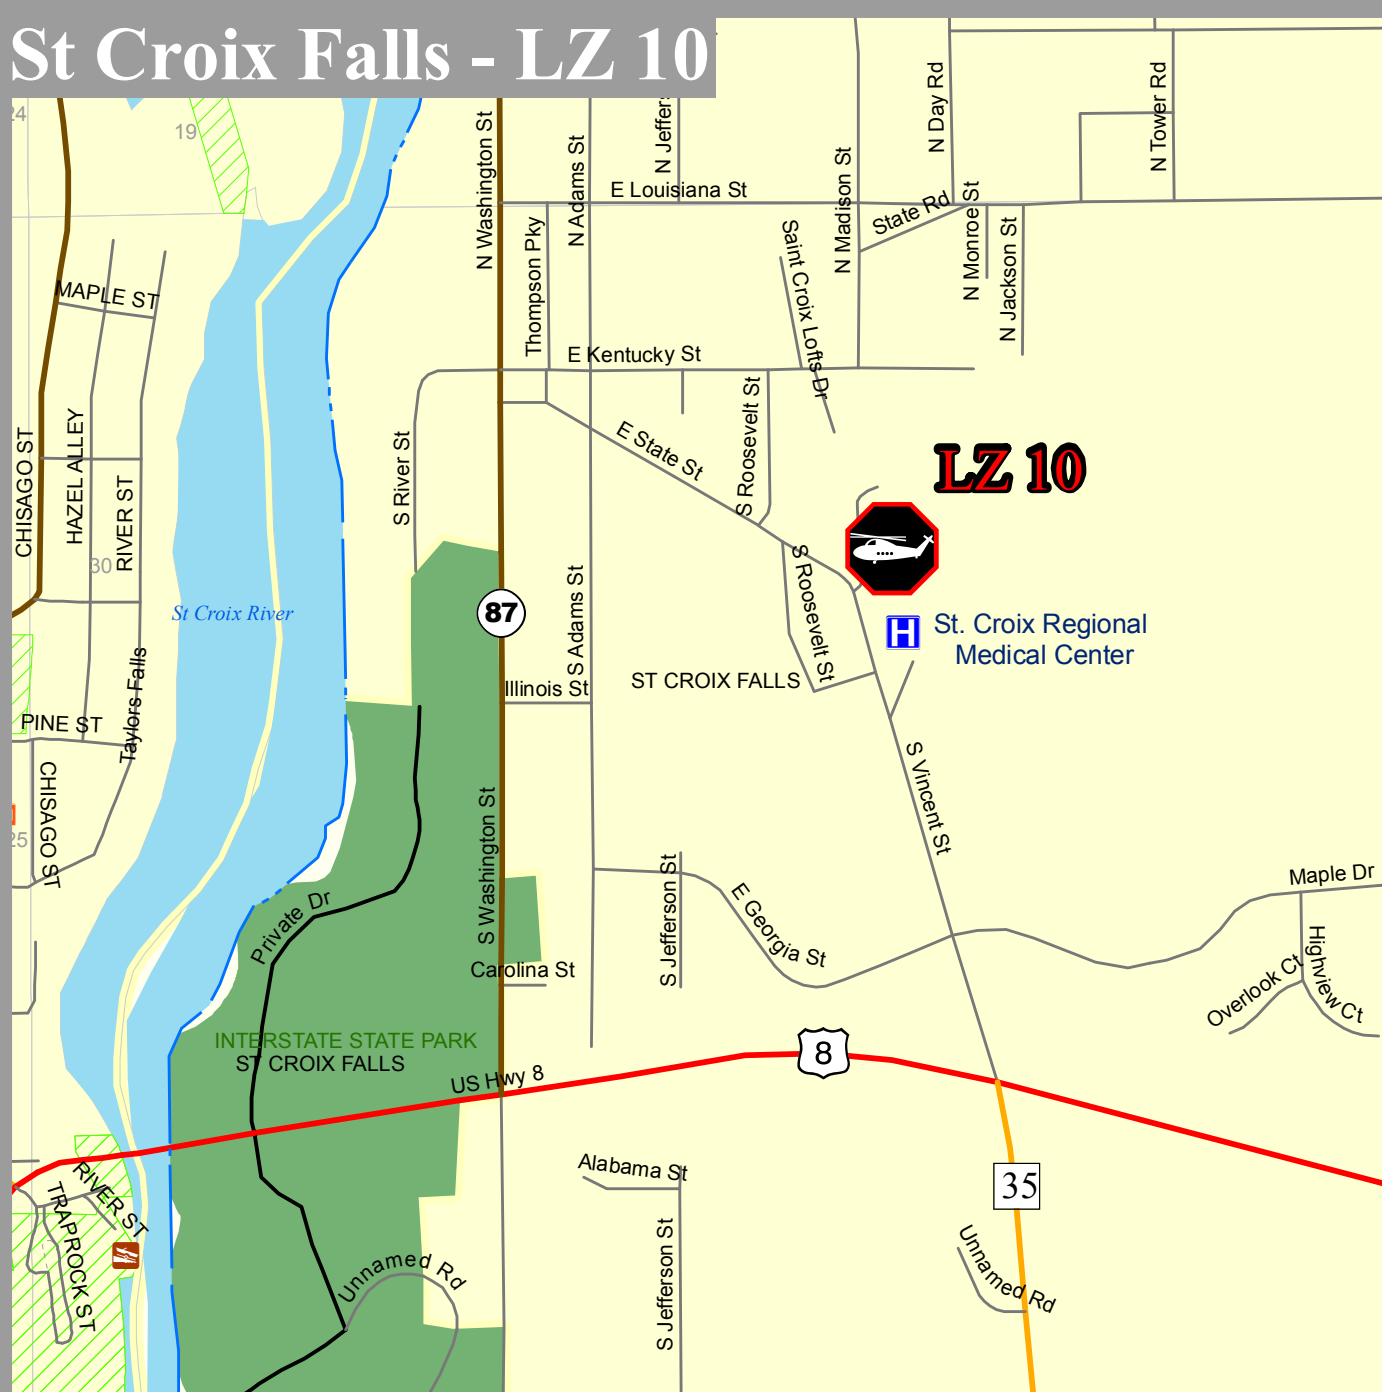 St Croix Falls - LZ 10
24
19
N Washington St
N Adams St
N Jeffers
N Madison St
N Day Rd
N Tower Rd
E Louisiana St
State Rd
N Monroe St
N Jackson St
Thompson Pky
Saint Croix Lofts Dr
MAPLE ST
E Kentucky St
CHISAGO ST
HAZEL ALLEY
RIVER ST
S River St
E State St
S Roosevelt St
LZ 10
30
St Croix River
87
S Adams St
S Roosevelt St
H
St. Croix Regional
Medical Center
ST CROIX FALLS
Illinois St
Taylors Falls
PINE ST
CHISAGO ST
25
S Washington St
S Vincent St
S Jefferson St
E Georgia St
Maple Dr
Highview Ct
Overlook Ct
Private Dr
Carolina St
INTERSTATE STATE PARK
ST CROIX FALLS
US Hwy 8
8
Alabama St
35
RIVER ST
TRAPROCK ST
Unnamed Rd
S Jefferson St
Unnamed Rd